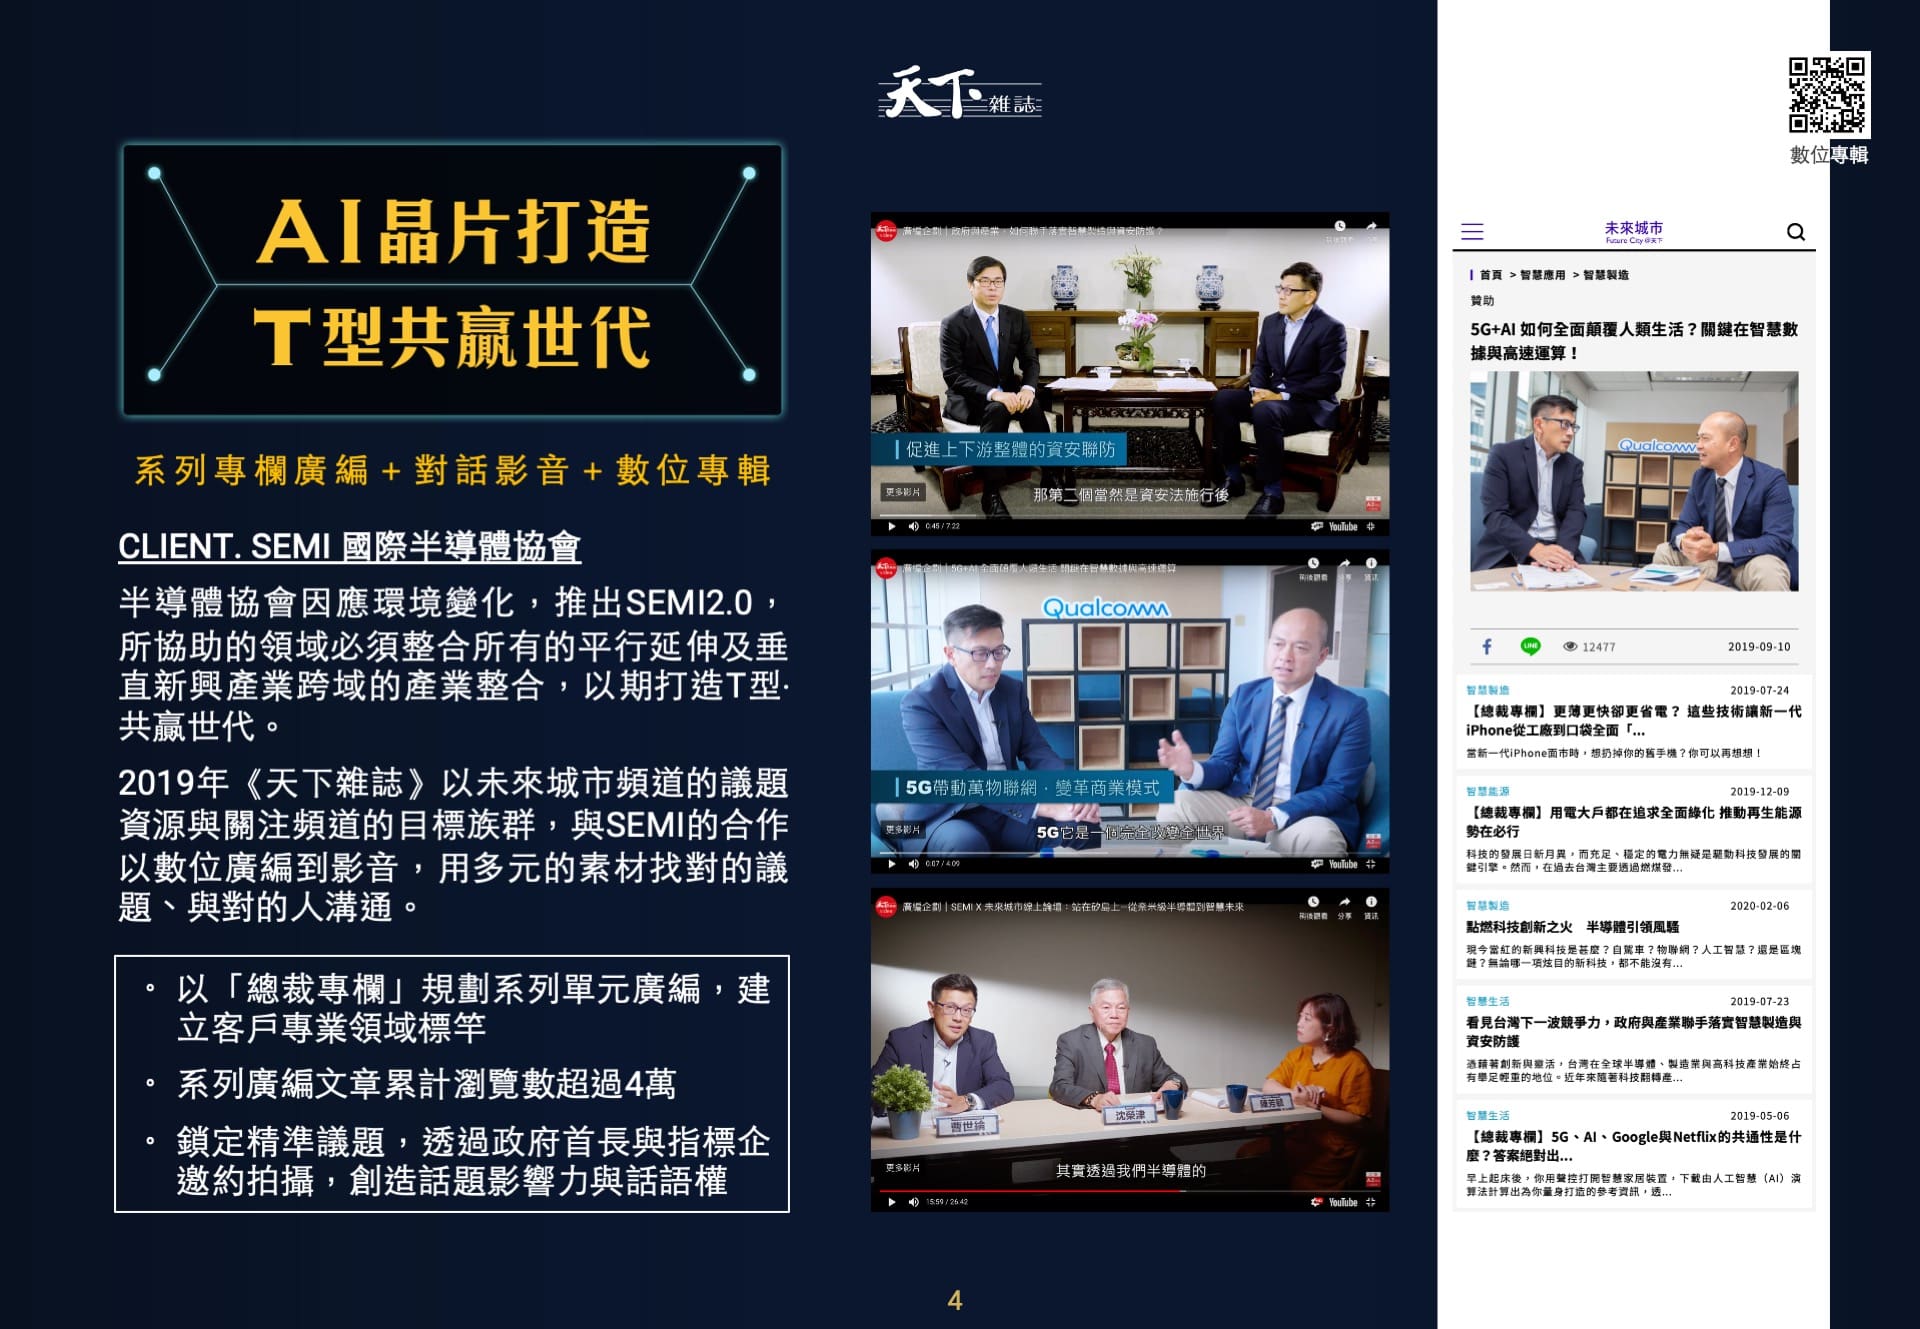 天下雜誌
數位專輯
AI晶片打造
T型共贏世代
系列專欄廣編+對話影音+數位專輯
CLIENT. SEMI 國際半導體協會
半導體協會因應環境變化，推出SEMI2.0，
所協助的領域必須整合所有的平行延伸及垂
直新興產業跨域的產業整合，以期打造T型·
共贏世代。
2019年《天下雜誌》以未來城市頻道的議題
資源與關注頻道的目標族群，與SEMI的合作
以數位廣編到影音，用多元的素材找對的議
題、與對的人溝通。
• 以「總裁專欄」規劃系列單元廣編，建
立客戶專業領域標竿
• 系列廣編文章累計瀏覽數超過4萬
• 鎖定精準議題，透過政府首長與指標企
邀約拍攝，創造話題影響力與話語權
廣編企劃｜政府與產業，如何聯手落實智慧製造與資安防護？
促進上下游整體的資安聯防
那第二個當然是資安法施行後
更多影片
0:45 / 7:22
YouTube
廣編企劃｜5G+AI 全面顛覆人類生活 關鍵在智慧數據與高速運算
稍後觀看 分享 資訊
Qualcomm
5G帶動萬物聯網．變革商業模式
更多影片
5G它是一個完全改變全世界
0:07 / 4:09
YouTube
廣編企劃｜SEMI X 未來城市線上論壇：站在矽島上—從奈米級半導體到智慧未來
稍後觀看 分享 資訊
曹世綸
沈榮津
陳芳毓
更多影片
其實透過我們半導體的
15:59 / 26:42
YouTube
未來城市
Future City@天下
首頁 >智慧應用 >智慧製造
贊助
5G+AI 如何全面顛覆人類生活？關鍵在智慧數
據與高速運算！
Qualcomm
LINE
12477
2019-09-10
智慧製造 2019-07-24
【總裁專欄】更薄更快卻更省電？ 這些技術讓新一代
iPhone從工廠到口袋全面「...
當新一代iPhone面市時，想扔掉你的舊手機？你可以再想想！
智慧能源 2019-12-09
【總裁專欄】用電大戶都在追求全面綠化 推動再生能源
勢在必行
科技的發展日新月異，而充足、穩定的電力無疑是驅動科技發展的關
鍵引擎。然而，在過去台灣主要透過燃煤發...
智慧製造 2020-02-06
點燃科技創新之火　半導體引領風騷
現今當紅的新興科技是甚麼？自駕車？物聯網？人工智慧？還是區塊
鏈？無論哪一項炫目的新科技，都不能沒有...
智慧生活 2019-07-23
看見台灣下一波競爭力，政府與產業聯手落實智慧製造與
資安防護
憑藉著創新與靈活，台灣在全球半導體、製造業與高科技產業始終占
有舉足輕重的地位。近年來隨著科技翻轉產...
智慧生活 2019-05-06
【總裁專欄】5G、AI、Google與Netflix的共通性是什
麼？答案絕對出...
早上起床後，你用聲控打開智慧家居裝置，下載由人工智慧（AI）演
算法計算出為你量身打造的參考資訊，透...
4